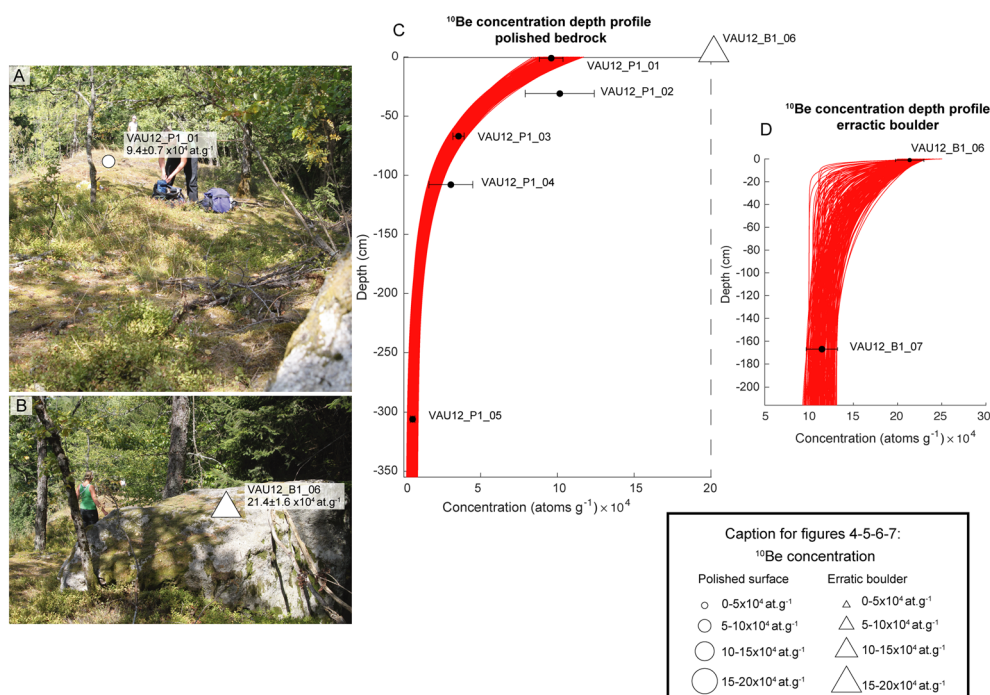 A
VAU12_P1_01
9.4±0.7 x10⁴ at.g⁻¹
B
VAU12_B1_06
21.4±1.6 x10⁴ at.g⁻¹
C
¹⁰Be concentration depth profile
polished bedrock
VAU12_B1_06
VAU12_P1_01
VAU12_P1_02
VAU12_P1_03
VAU12_P1_04
VAU12_P1_05
0
-50
-100
-150
-200
-250
-300
-350
Depth (cm)
0
5
10
15
20
Concentration (atoms g⁻¹) × 10⁴
¹⁰Be concentration depth profile
erractic boulder
D
VAU12_B1_06
VAU12_B1_07
0
-20
-40
-60
-80
-100
-120
-140
-160
-180
-200
Depth (cm)
5
10
15
20
25
30
Concentration (atoms g⁻¹) × 10⁴
Caption for figures 4-5-6-7:
¹⁰Be concentration
Polished surface
Erratic boulder
0-5x10⁴ at.g⁻¹
0-5x10⁴ at.g⁻¹
5-10x10⁴ at.g⁻¹
5-10x10⁴ at.g⁻¹
10-15x10⁴ at.g⁻¹
10-15x10⁴ at.g⁻¹
15-20x10⁴ at.g⁻¹
15-20x10⁴ at.g⁻¹